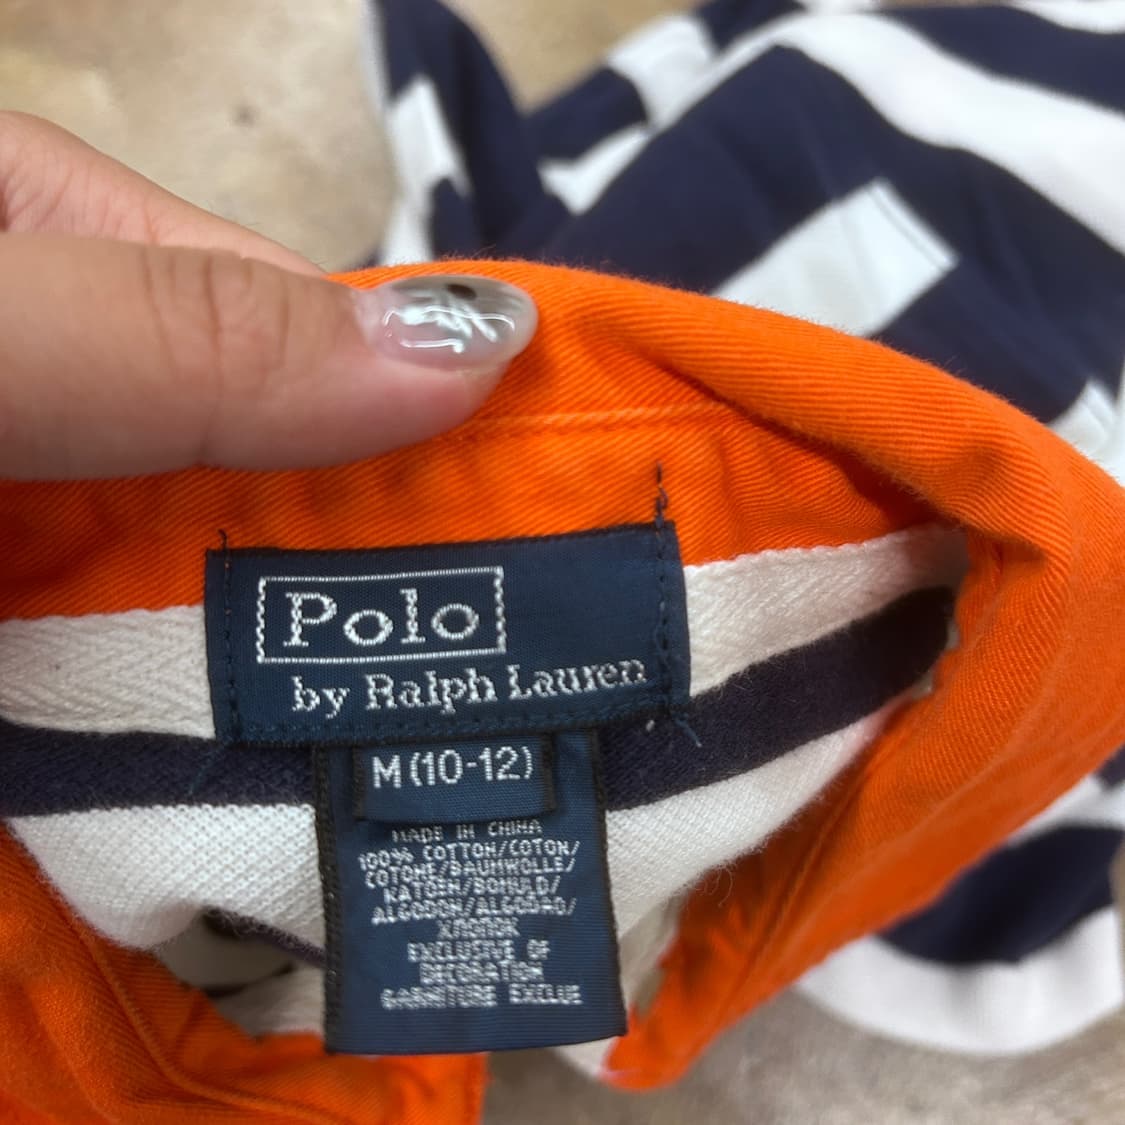 Polo
by Ralph Lauren
M (10-12)
MADE IN CHINA
100% COTTON/COTON/
COTONE/BAUMWOLLE/
KATOEN/BOMULD/
ALGODON/ALGODAO/
ХЛОПОК
EXCLUSIVE OF
DECORATION
GARNITURE EXCLUE